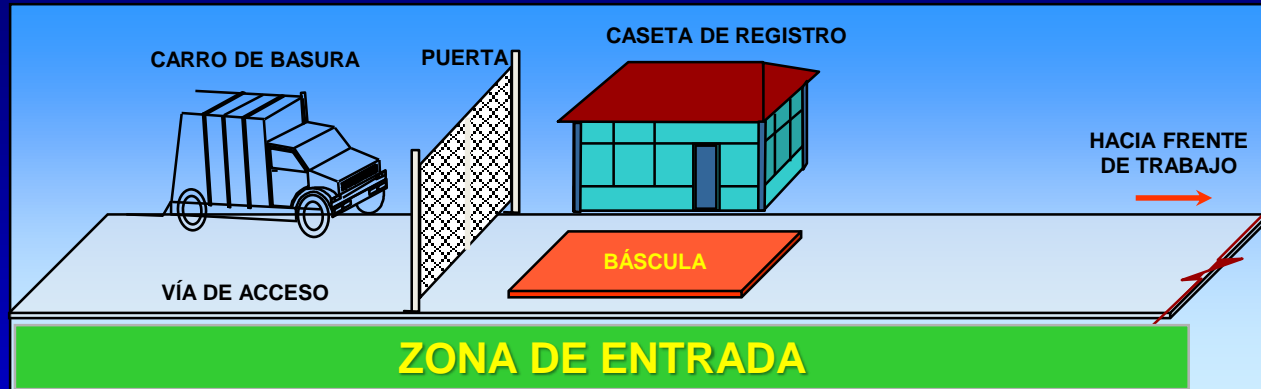 CARRO DE BASURA
PUERTA
CASETA DE REGISTRO
HACIA FRENTE
DE TRABAJO
BÁSCULA
VÍA DE ACCESO
ZONA DE ENTRADA